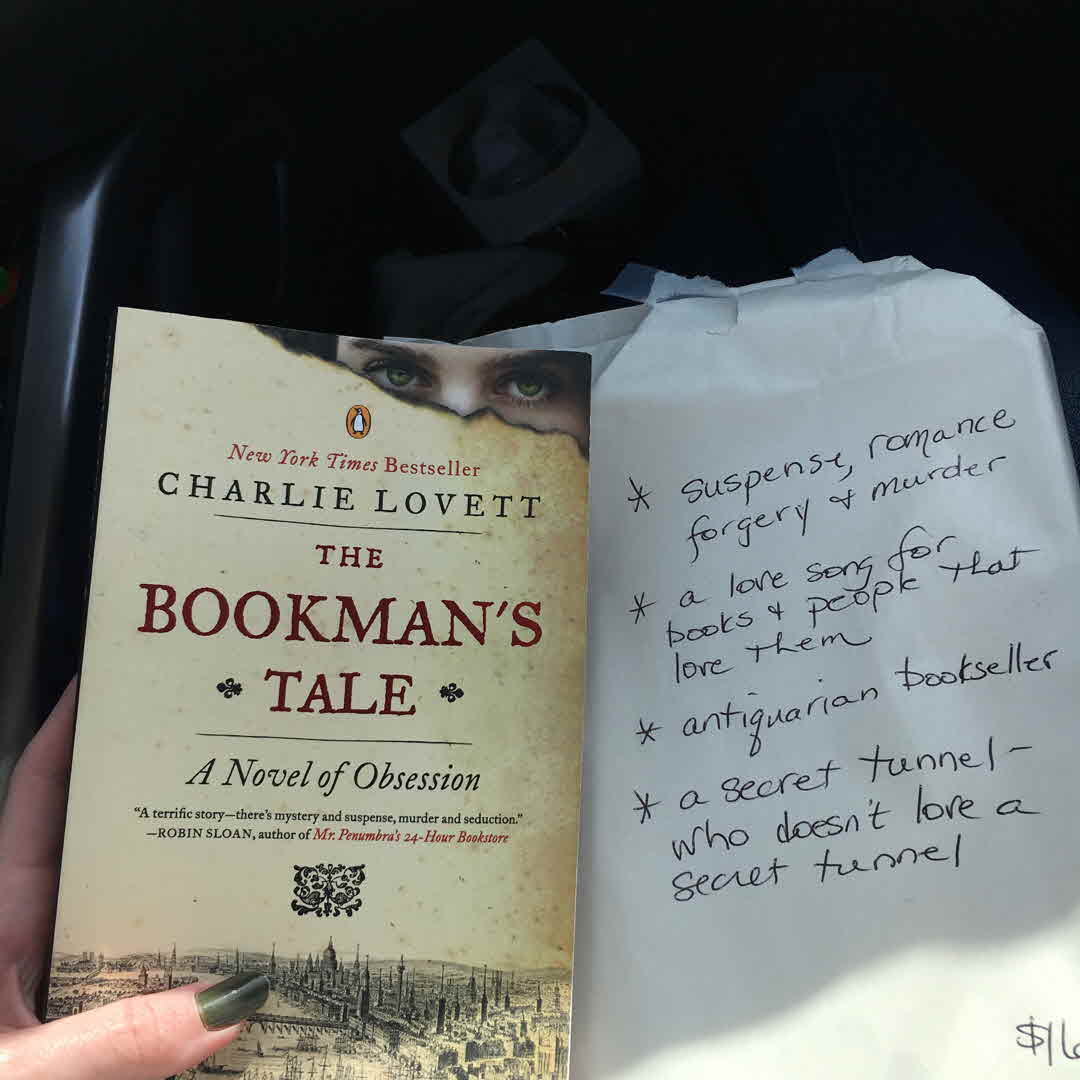 New York Times Bestseller
CHARLIE LOVETT
THE
BOOKMAN'S
TALE
A Novel of Obsession
"A terrific story—there's mystery and suspense, murder and seduction."
—ROBIN SLOAN, author of Mr. Penumbra's 24-Hour Bookstore
* suspense, romance
forgery & murder
* a love song for
books & people that
love them
* antiquarian bookseller
* a secret tunnel—
who doesn't love a
secret tunnel